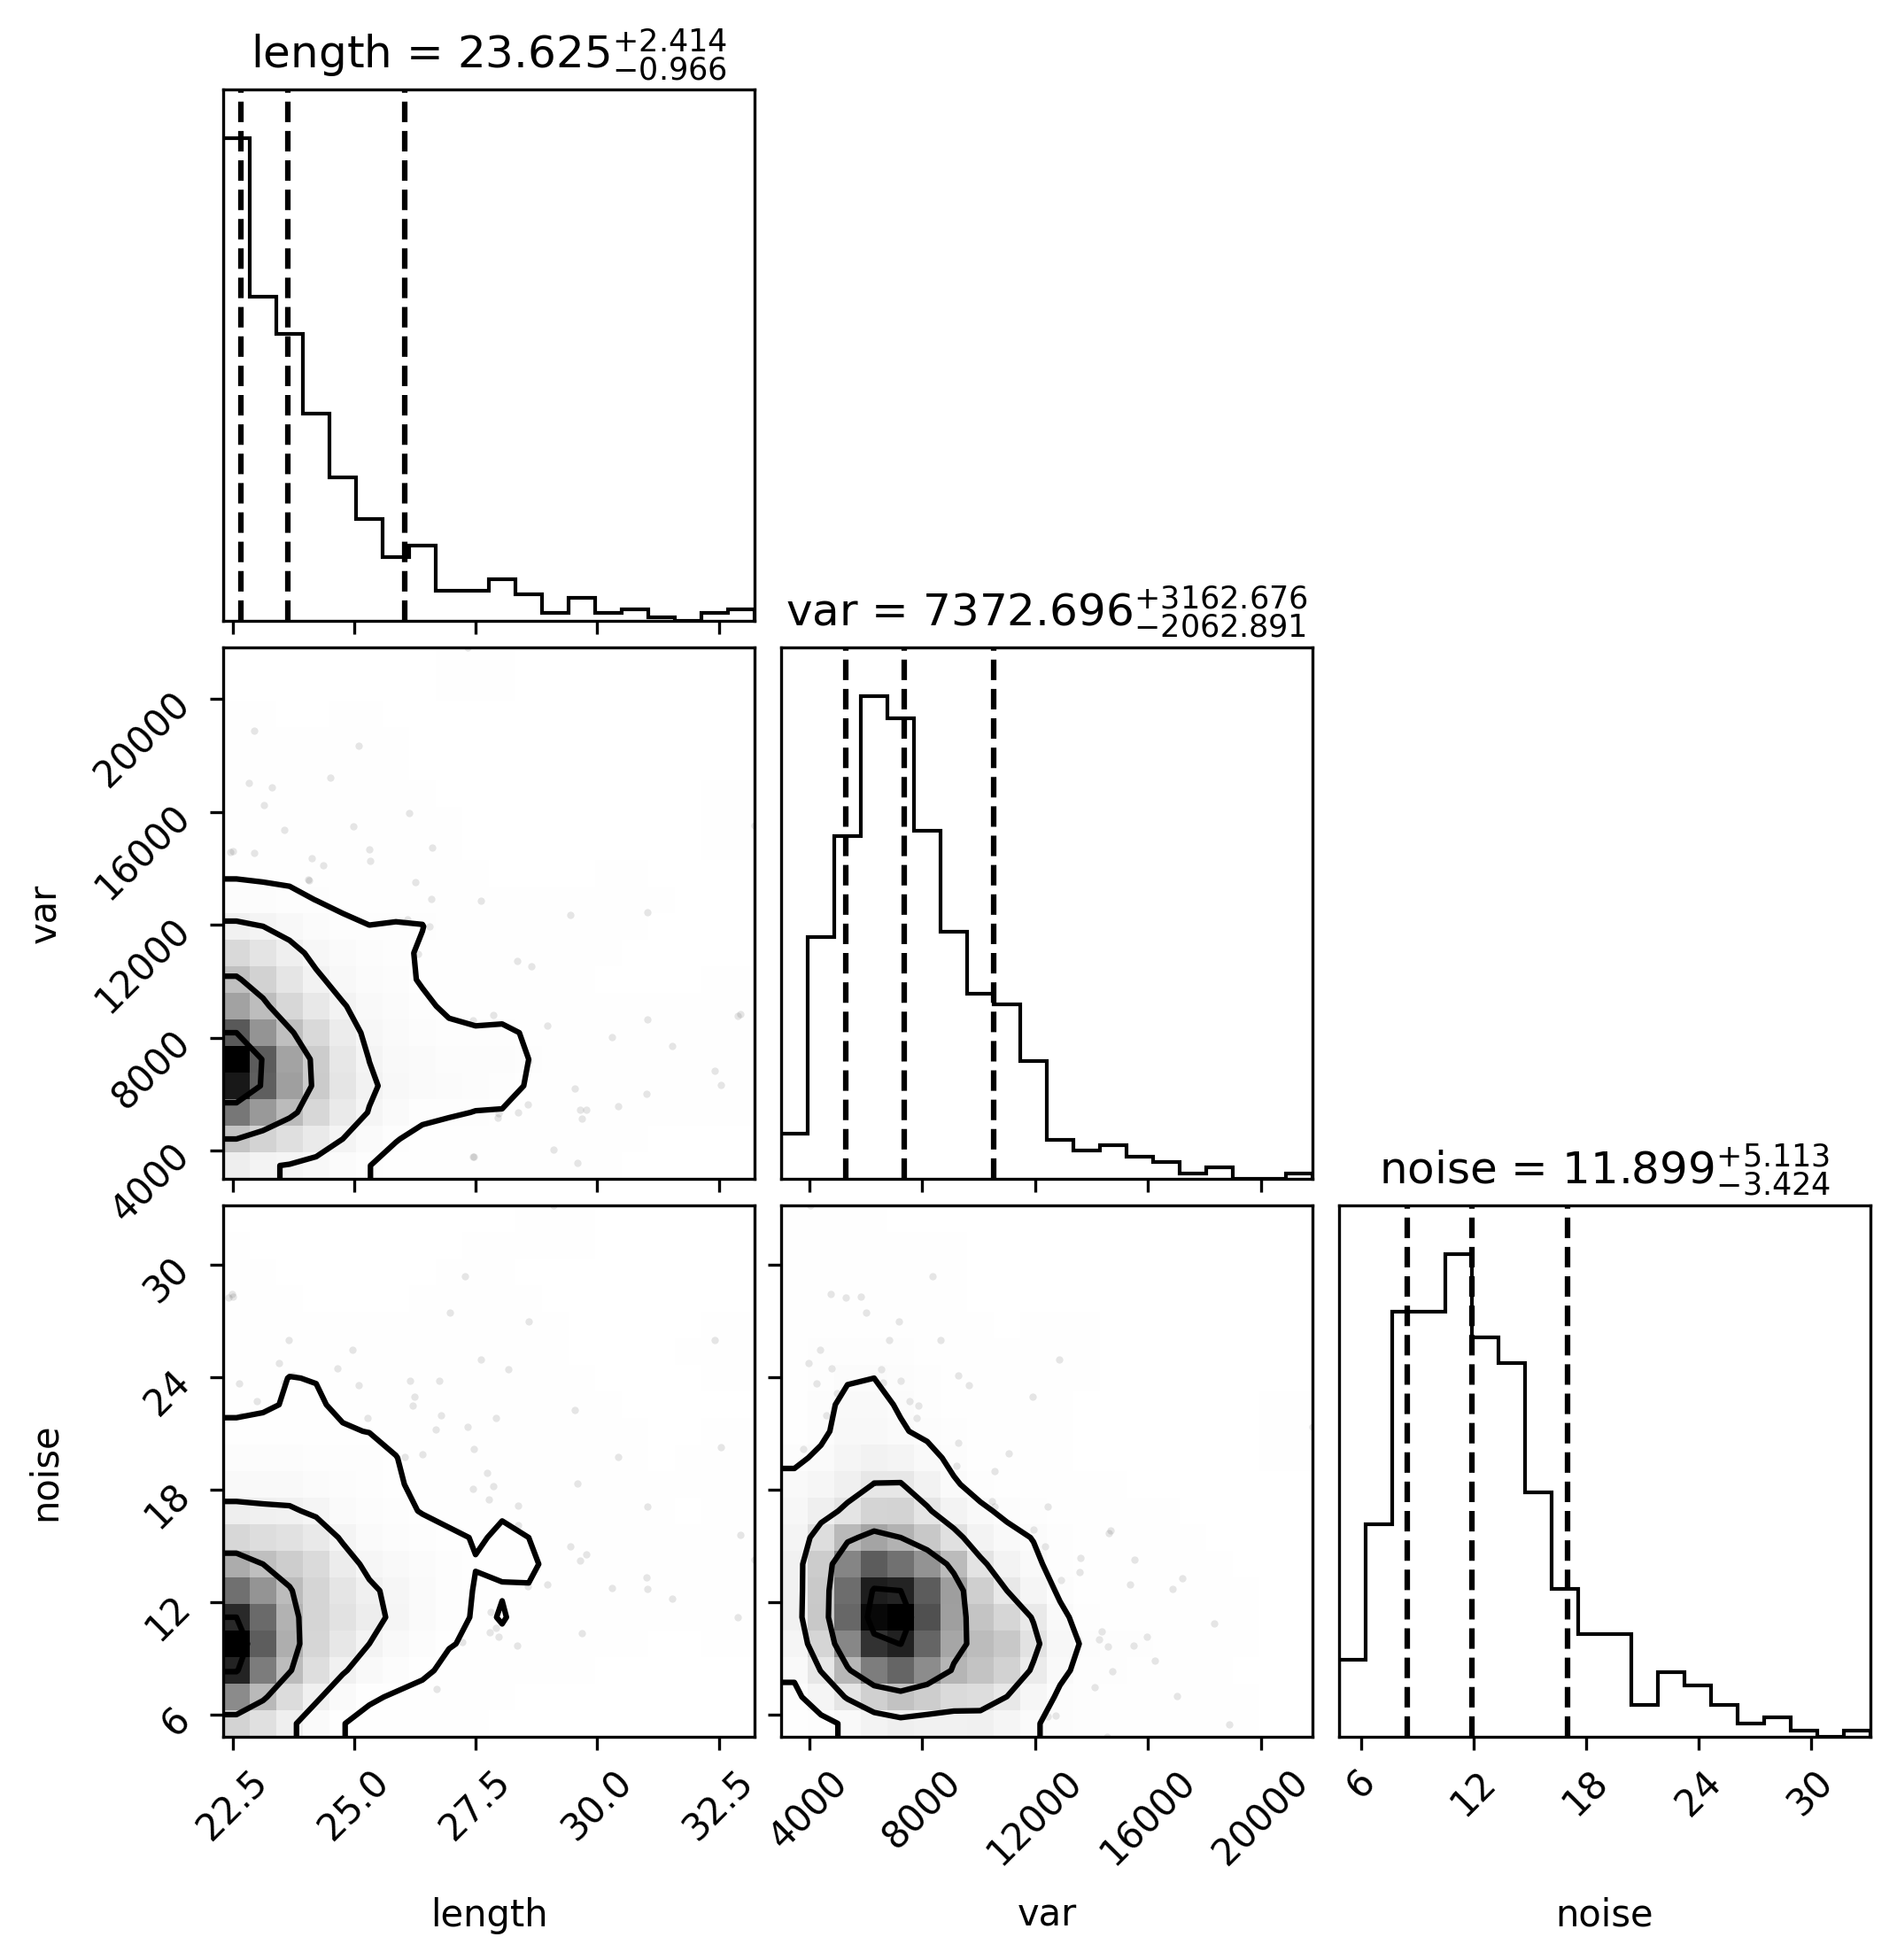 length = 23.625 +2.414 −0.966
var = 7372.696 +3162.676 −2062.891
20000
16000
12000
8000
4000
var
noise = 11.899 +5.113 −3.424
30
24
18
12
6
noise
22.5 25.0 27.5 30.0 32.5 4000 8000 12000 16000 20000 6 12 18 24 30
length var noise